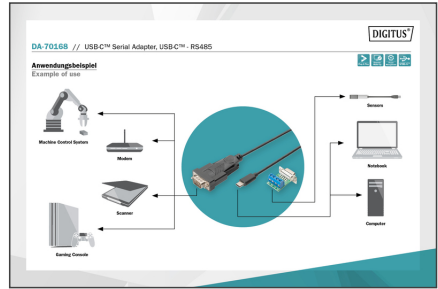 DIGITUS®
DA-70168 // USB-C™ Serial Adapter, USB-C™ - RS485
Anwendungsbeispiel
Example of use
Machine Control System
Modem
Scanner
Gaming Console
Sensors
Notebook
Computer